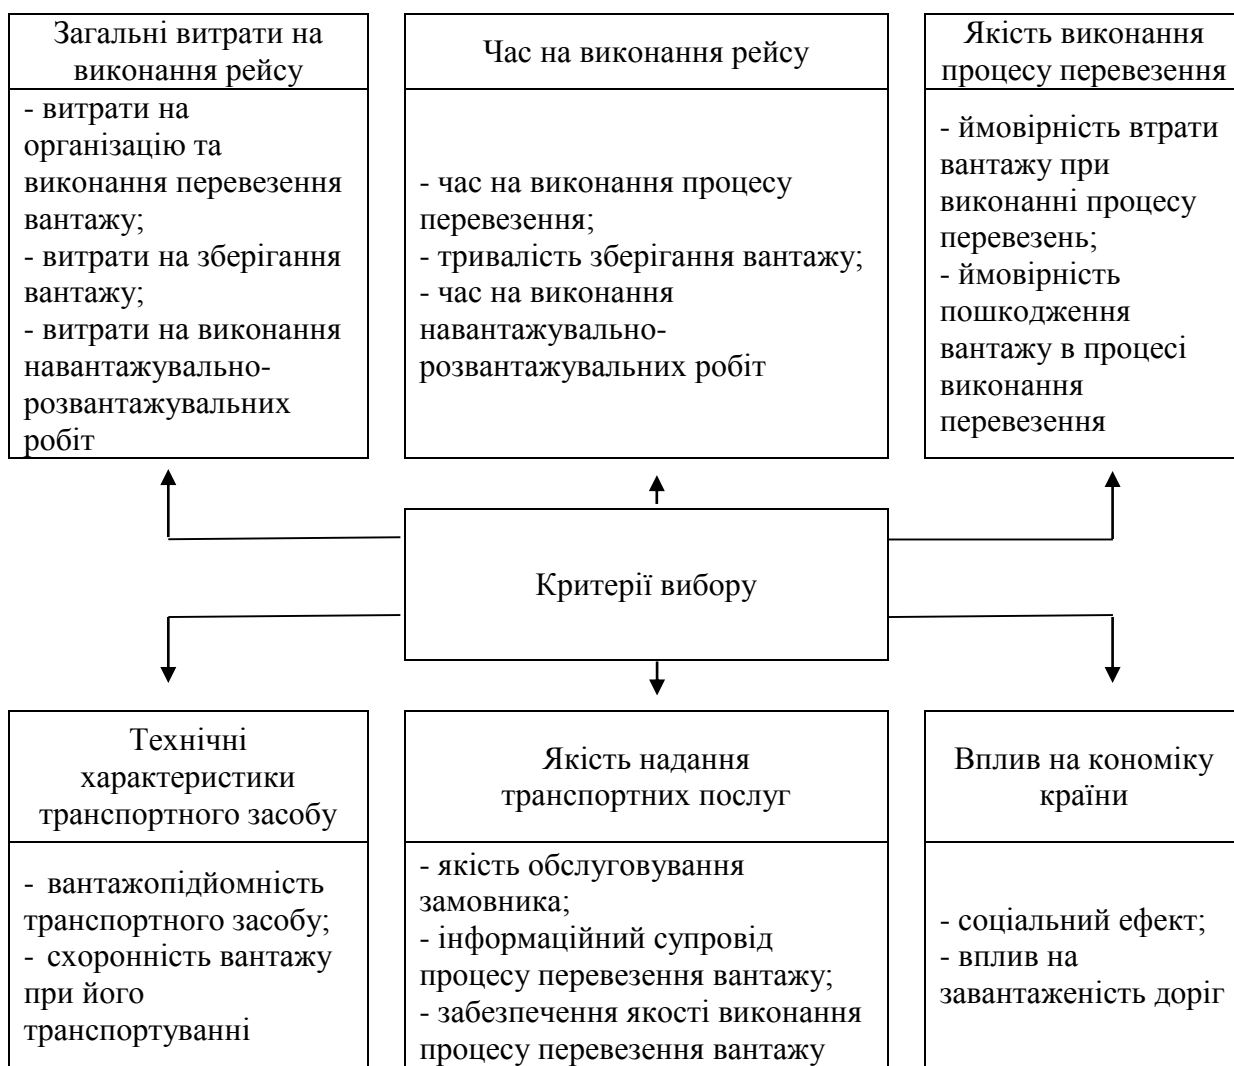 Загальні витрати на
виконання рейсу
- витрати на
організацію та
виконання перевезення
вантажу;
- витрати на зберігання
вантажу;
- витрати на виконання
навантажувально-
розвантажувальних
робіт
Час на виконання рейсу
- час на виконання процесу
перевезення;
- тривалість зберігання вантажу;
- час на виконання
навантажувально-
розвантажувальних робіт
Якість виконання
процесу перевезення
- ймовірність втрати
вантажу при
виконанні процесу
перевезень;
- ймовірність
пошкодження
вантажу в процесі
виконання
перевезення
Критерії вибору
Технічні
характеристики
транспортного засобу
- вантажопідйомність
транспортного засобу;
- схоронність вантажу
при його
транспортуванні
Якість надання
транспортних послуг
- якість обслуговування
замовника;
- інформаційний супровід
процесу перевезення вантажу;
- забезпечення якості виконання
процесу перевезення вантажу
Вплив на кономіку
країни
- соціальний ефект;
- вплив на
завантаженість доріг